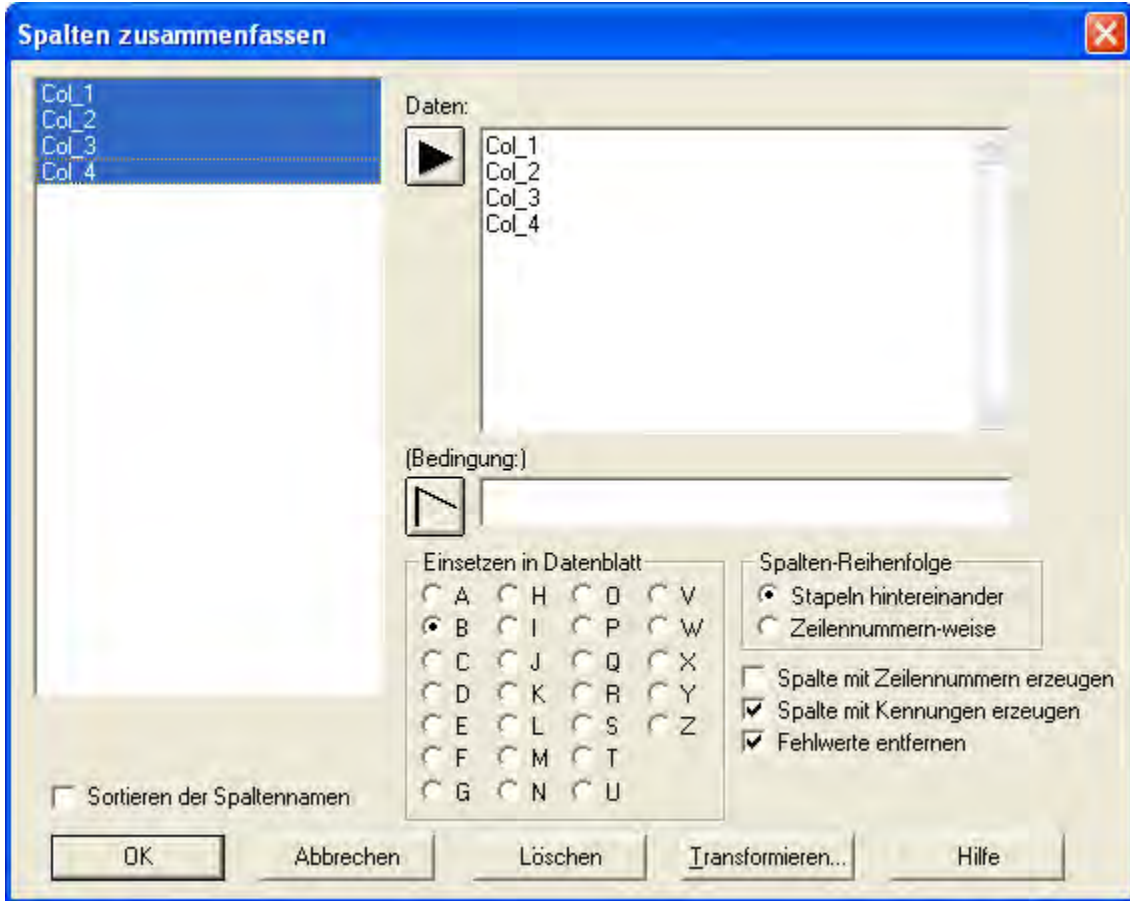 Spalten zusammenfassen
Col_1
Col_2
Col_3
Col_4
Daten:
Col_1
Col_2
Col_3
Col_4
(Bedingung:)
Einsetzen in Datenblatt
A H O V
B I P W
C J Q X
D K R Y
E L S Z
F M T
G N U
Spalten-Reihenfolge
Stapeln hintereinander
Zeilennummern-weise
Spalte mit Zeilennummern erzeugen
Spalte mit Kennungen erzeugen
Fehlwerte entfernen
Sortieren der Spaltennamen
OK Abbrechen Löschen Transformieren... Hilfe